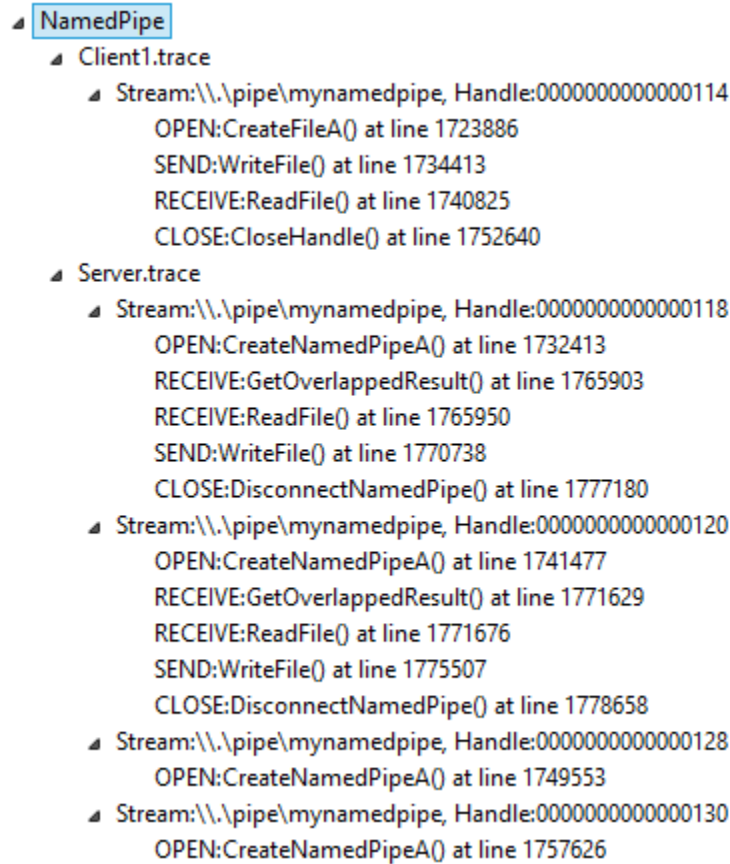 NamedPipe
Client1.trace
Stream:\\.\pipe\mynamedpipe, Handle:0000000000000114
OPEN:CreateFileA() at line 1723886
SEND:WriteFile() at line 1734413
RECEIVE:ReadFile() at line 1740825
CLOSE:CloseHandle() at line 1752640
Server.trace
Stream:\\.\pipe\mynamedpipe, Handle:0000000000000118
OPEN:CreateNamedPipeA() at line 1732413
RECEIVE:GetOverlappedResult() at line 1765903
RECEIVE:ReadFile() at line 1765950
SEND:WriteFile() at line 1770738
CLOSE:DisconnectNamedPipe() at line 1777180
Stream:\\.\pipe\mynamedpipe, Handle:0000000000000120
OPEN:CreateNamedPipeA() at line 1741477
RECEIVE:GetOverlappedResult() at line 1771629
RECEIVE:ReadFile() at line 1771676
SEND:WriteFile() at line 1775507
CLOSE:DisconnectNamedPipe() at line 1778658
Stream:\\.\pipe\mynamedpipe, Handle:0000000000000128
OPEN:CreateNamedPipeA() at line 1749553
Stream:\\.\pipe\mynamedpipe, Handle:0000000000000130
OPEN:CreateNamedPipeA() at line 1757626